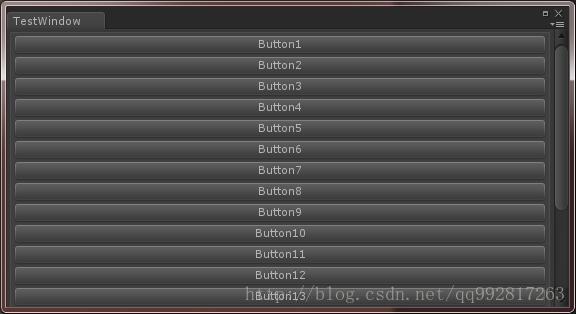 TestWindow
Button1
Button2
Button3
Button4
Button5
Button6
Button7
Button8
Button9
Button10
Button11
Button12
Button13
http://blog.csdn.net/qq992817263